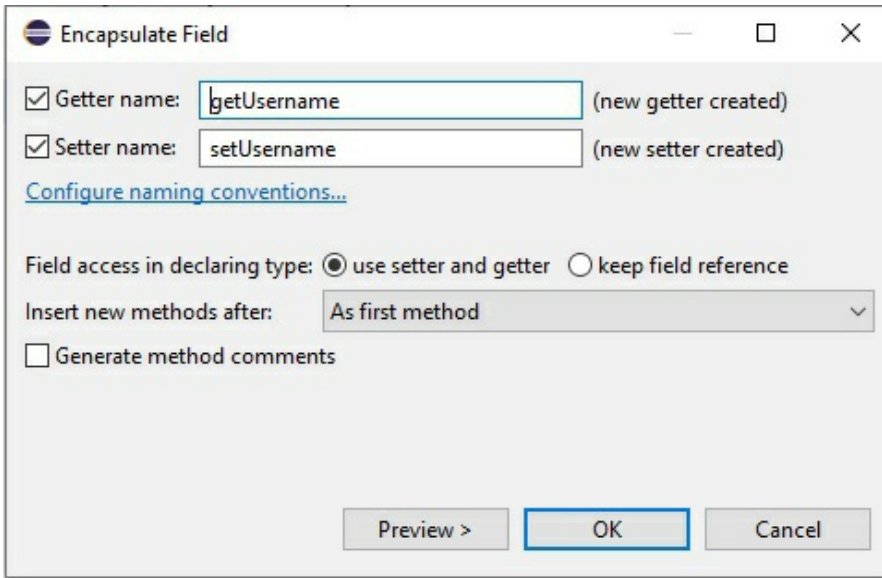 Encapsulate Field
Getter name: getUsername (new getter created)
Setter name: setUsername (new setter created)
Configure naming conventions...
Field access in declaring type: use setter and getter keep field reference
Insert new methods after: As first method
Generate method comments
Preview > OK Cancel